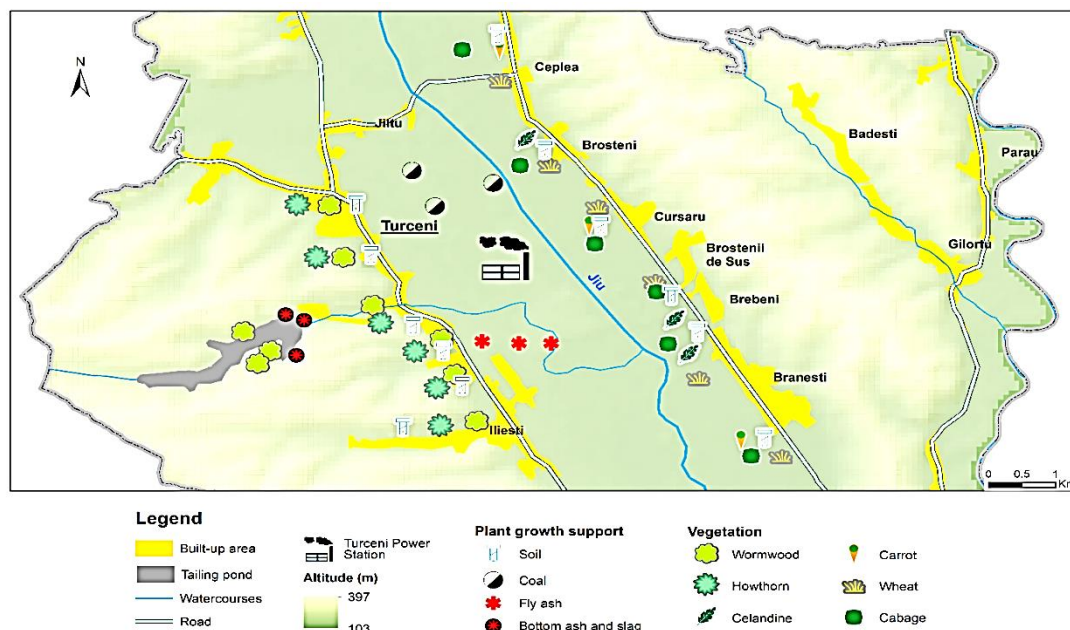 N
Ceplea
Jiltu
Brosteni
Badesti
Parau
Cursaru
Turceni
Brostenii
de Sus
Gilortu
Jiu
Brebeni
Branesti
Iliesti
0 0.5 1
Km
Legend
Built-up area
Tailing pond
Watercourses
Road
Turceni Power
Station
Altitude (m)
397
103
Plant growth support
Soil
Coal
Fly ash
Bottom ash and slag
Vegetation
Wormwood
Howthorn
Celandine
Carrot
Wheat
Cabage